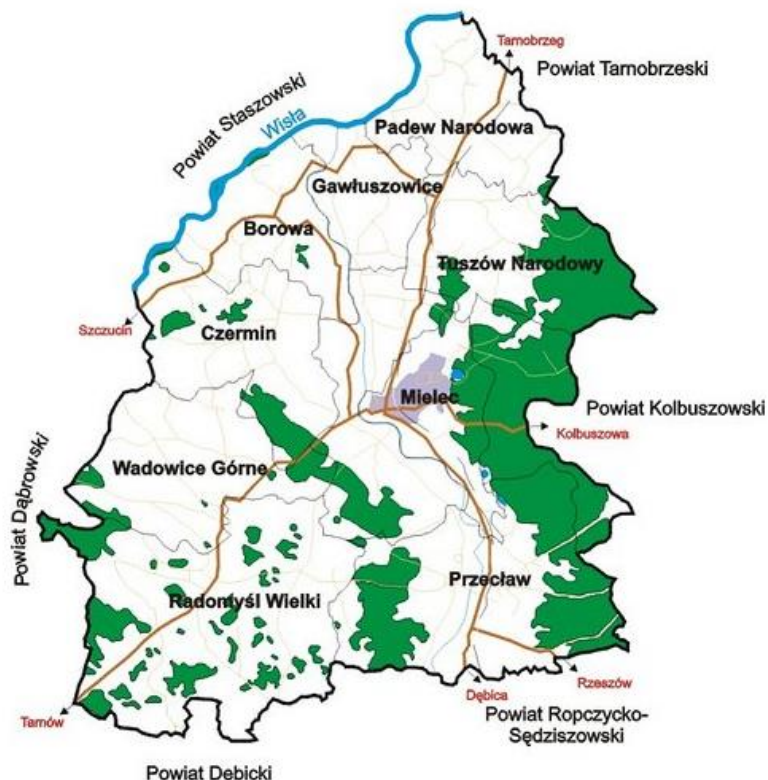 Tarnobrzeg
Powiat Tarnobrzeski
Powiat Staszowski
Wisła
Padew Narodowa
Gawłuszowice
Borowa
Tuszów Narodowy
Szczucin
Czermin
Mielec
Powiat Kolbuszowski
Kolbuszowa
Powiat Dąbrowski
Wadowice Górne
Przecław
Radomyśl Wielki
Tarnów
Dębica
Rzeszów
Powiat Ropczycko-
Sędziszowski
Powiat Dębicki